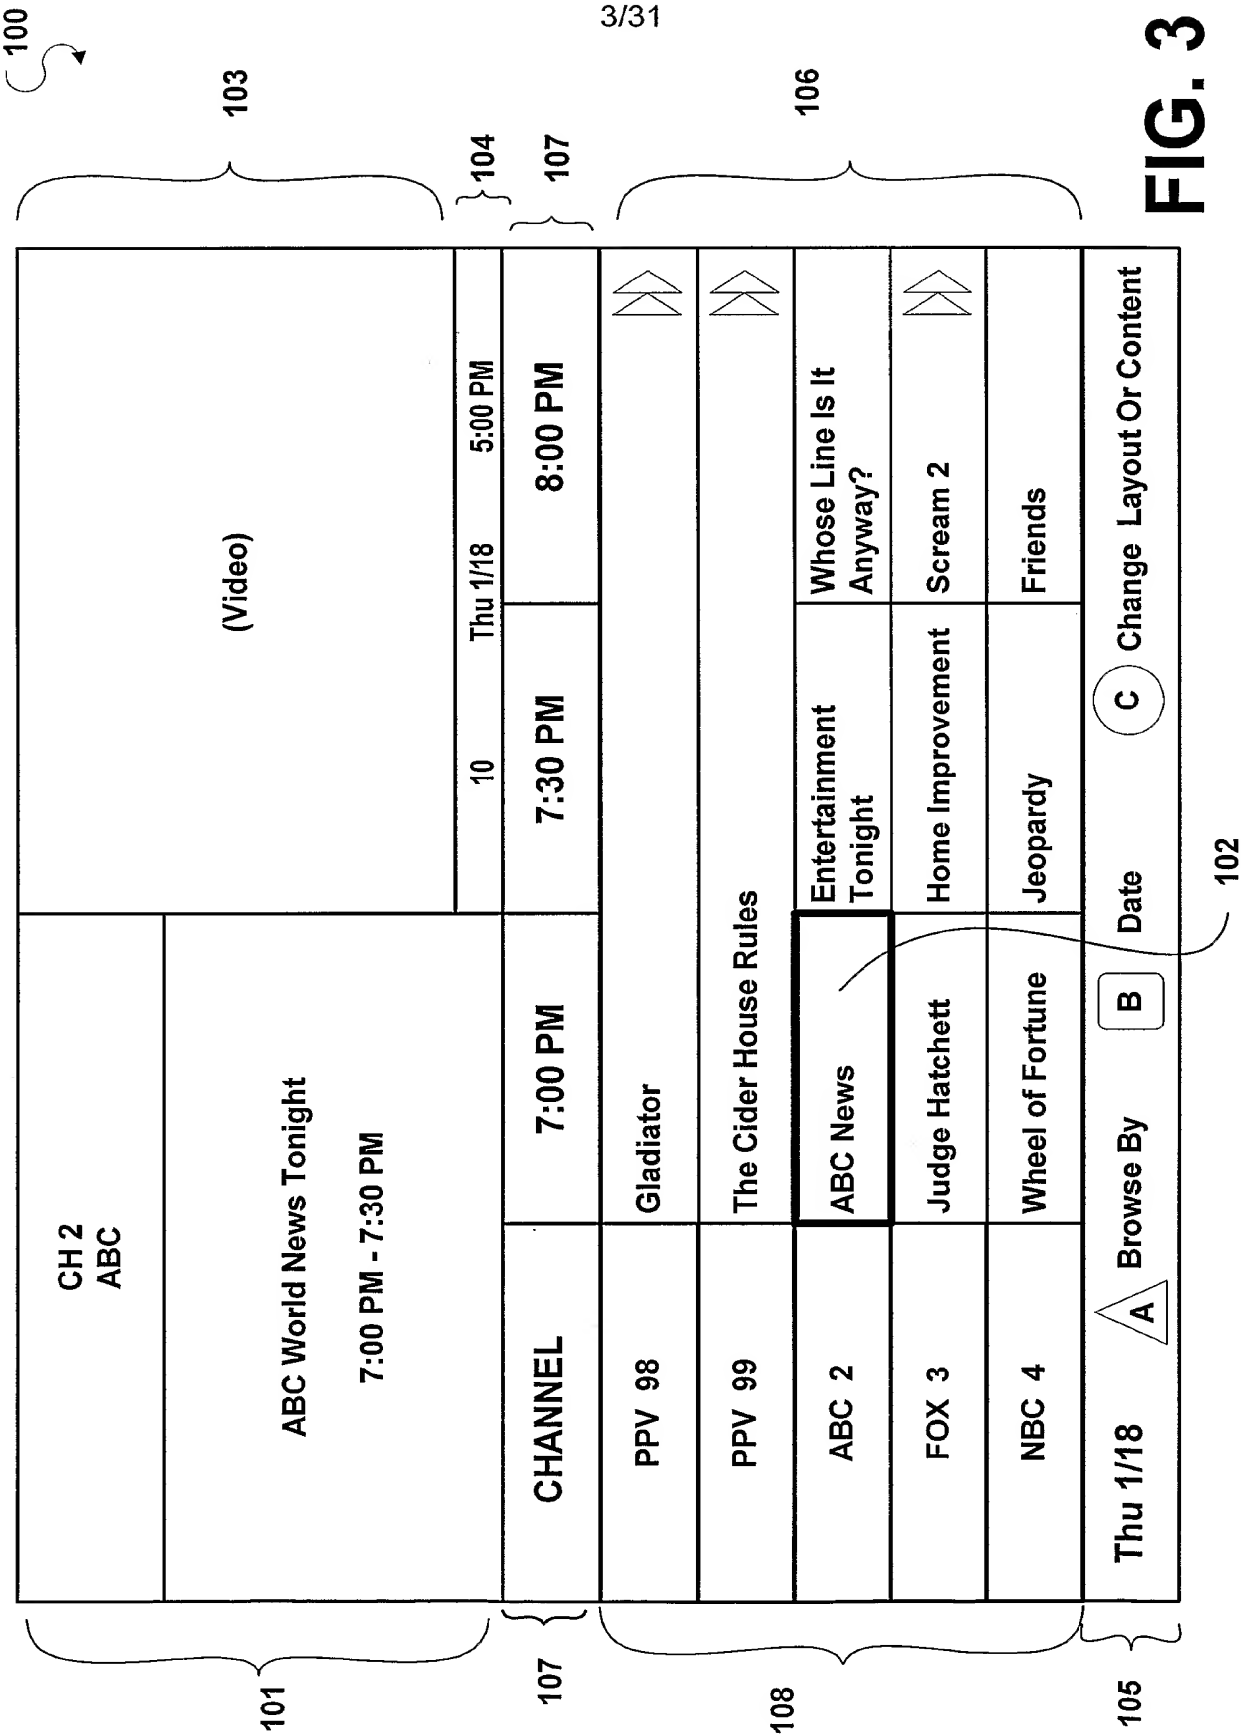 3/31
100
103
104
107
106
CH 2
ABC
(Video)
ABC World News Tonight
7:00 PM - 7:30 PM
10 Thu 1/18 5:00 PM
CHANNEL 7:00 PM 7:30 PM 8:00 PM
PPV 98 Gladiator
PPV 99 The Cider House Rules
ABC 2 ABC News Entertainment Tonight Whose Line Is It Anyway?
FOX 3 Judge Hatchett Home Improvement Scream 2
NBC 4 Wheel of Fortune Jeopardy Friends
Thu 1/18 A Browse By B Date C Change Layout Or Content
101
107
108
105
102
FIG. 3